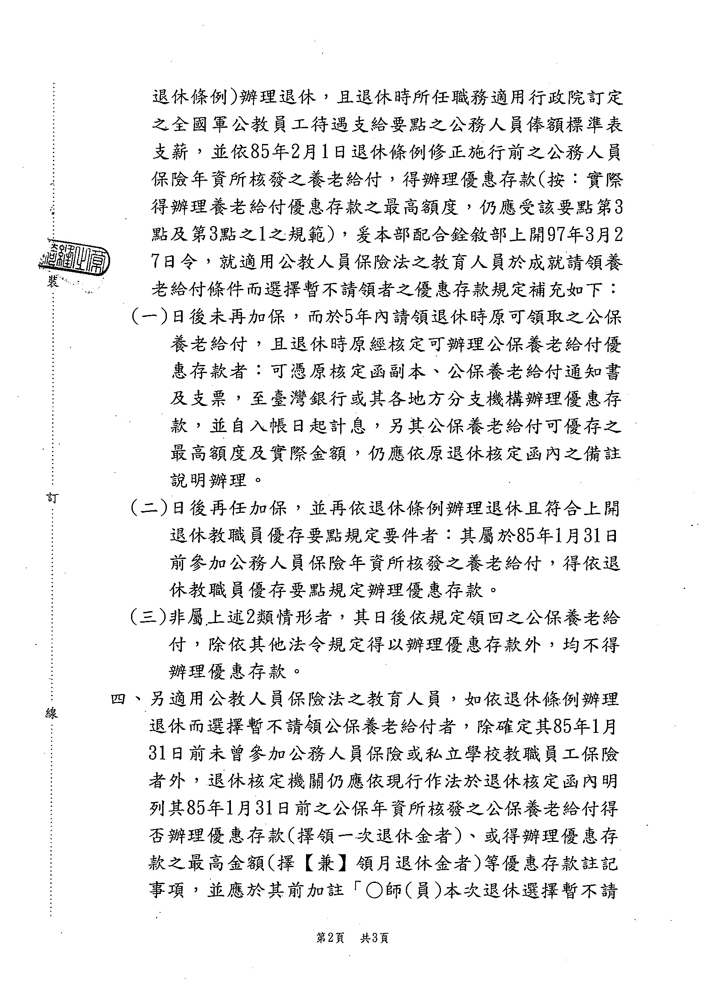 退休條例)辦理退休，且退休時所任職務適用行政院訂定
之全國軍公教員工待遇支給要點之公務人員俸額標準表
支薪，並依85年2月1日退休條例修正施行前之公務人員
保險年資所核發之養老給付，得辦理優惠存款(按：實際
得辦理養老給付優惠存款之最高額度，仍應受該要點第3
點及第3點之1之規範)，爰本部配合銓敘部上開97年3月2
7日令，就適用公教人員保險法之教育人員於成就請領養
老給付條件而選擇暫不請領者之優惠存款規定補充如下：
(一)日後未再加保，而於5年內請領退休時原可領取之公保
養老給付，且退休時原經核定可辦理公保養老給付優
惠存款者：可憑原核定函副本、公保養老給付通知書
及支票，至臺灣銀行或其各地方分支機構辦理優惠存
款，並自入帳日起計息，另其公保養老給付可優存之
最高額度及實際金額，仍應依原退休核定函內之備註
說明辦理。
(二)日後再任加保，並再依退休條例辦理退休且符合上開
退休教職員優存要點規定要件者：其屬於85年1月31日
前參加公務人員保險年資所核發之養老給付，得依退
休教職員優存要點規定辦理優惠存款。
(三)非屬上述2類情形者，其日後依規定領回之公保養老給
付，除依其他法令規定得以辦理優惠存款外，均不得
辦理優惠存款。
四、另適用公教人員保險法之教育人員，如依退休條例辦理
退休而選擇暫不請領公保養老給付者，除確定其85年1月
31日前未曾參加公務人員保險或私立學校教職員工保險
者外，退休核定機關仍應依現行作法於退休核定函內明
列其85年1月31日前之公保年資所核發之公保養老給付得
否辦理優惠存款(擇領一次退休金者)、或得辦理優惠存
款之最高金額(擇【兼】領月退休金者)等優惠存款註記
事項，並應於其前加註「○師(員)本次退休選擇暫不請
裝
訂
線
第2頁 共3頁